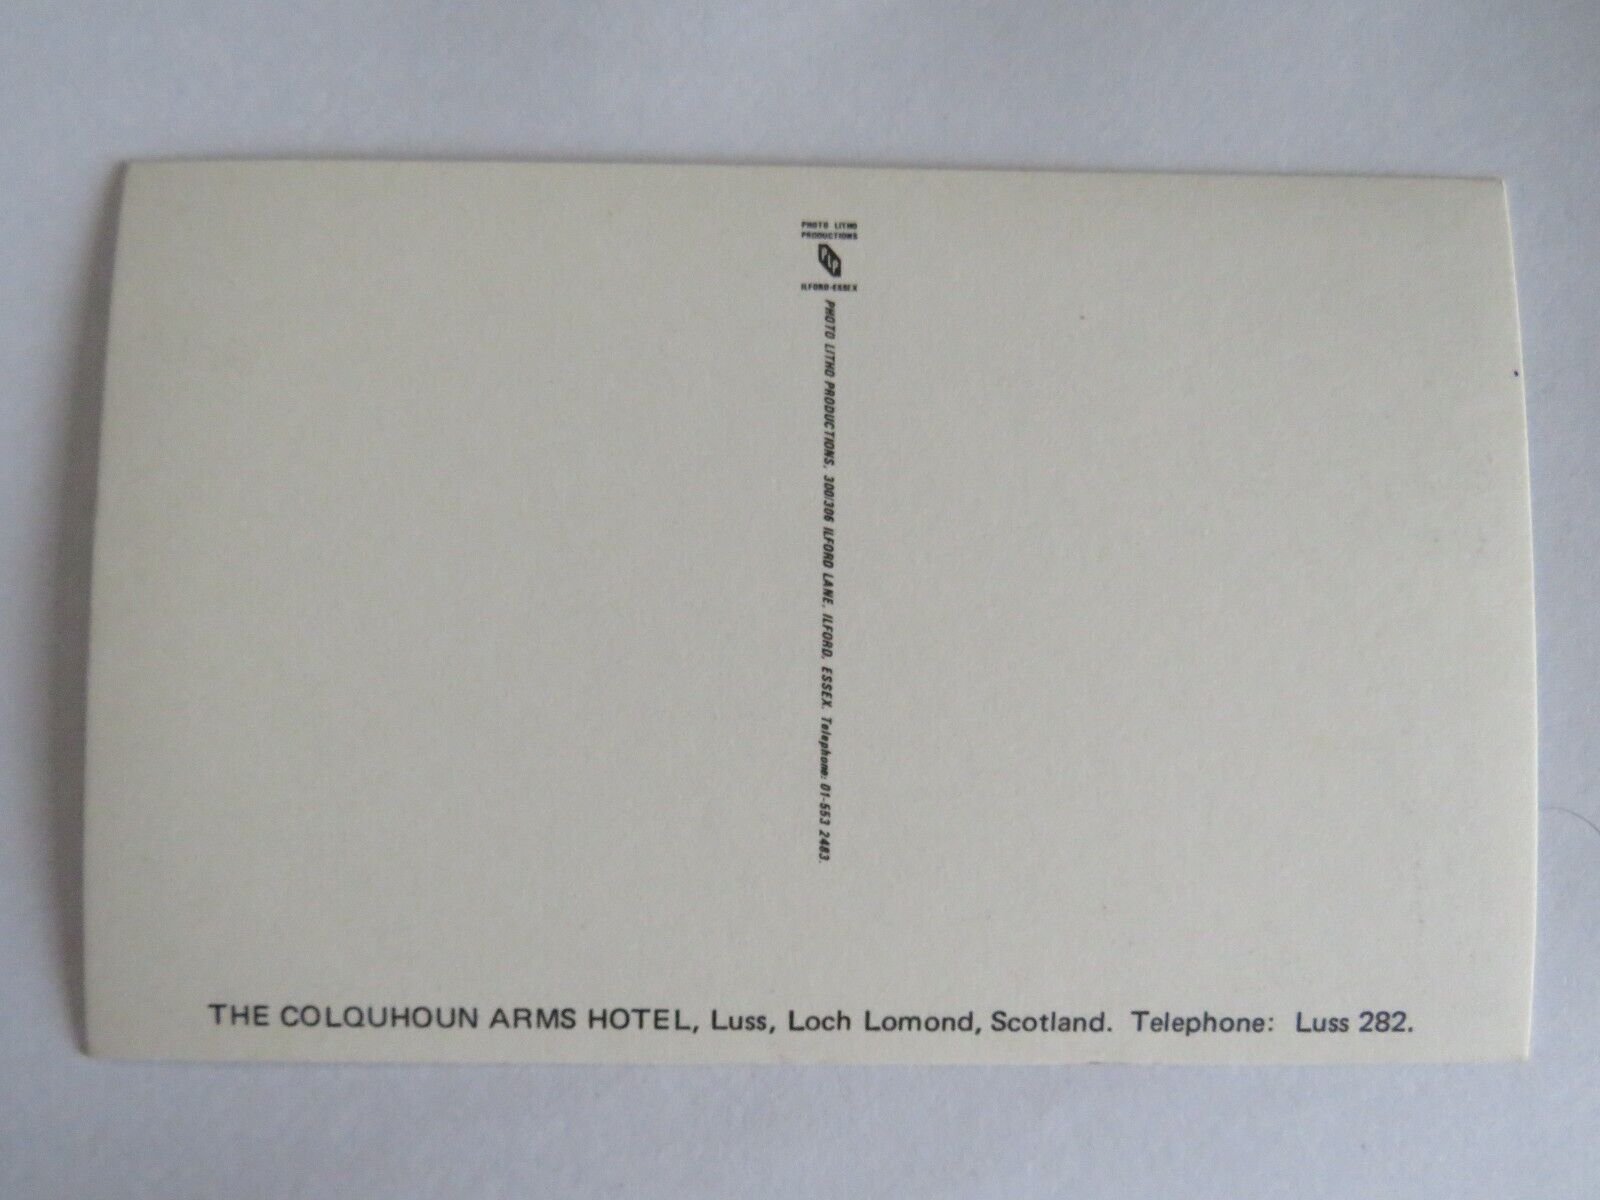 PHOTO LITHO
PRODUCTIONS
PLP
ILFORD-ESSEX
PHOTO LITHO PRODUCTIONS, 300/306 ILFORD LANE, ILFORD, ESSEX. Telephone: 01-553 2483.
THE COLQUHOUN ARMS HOTEL, Luss, Loch Lomond, Scotland. Telephone: Luss 282.